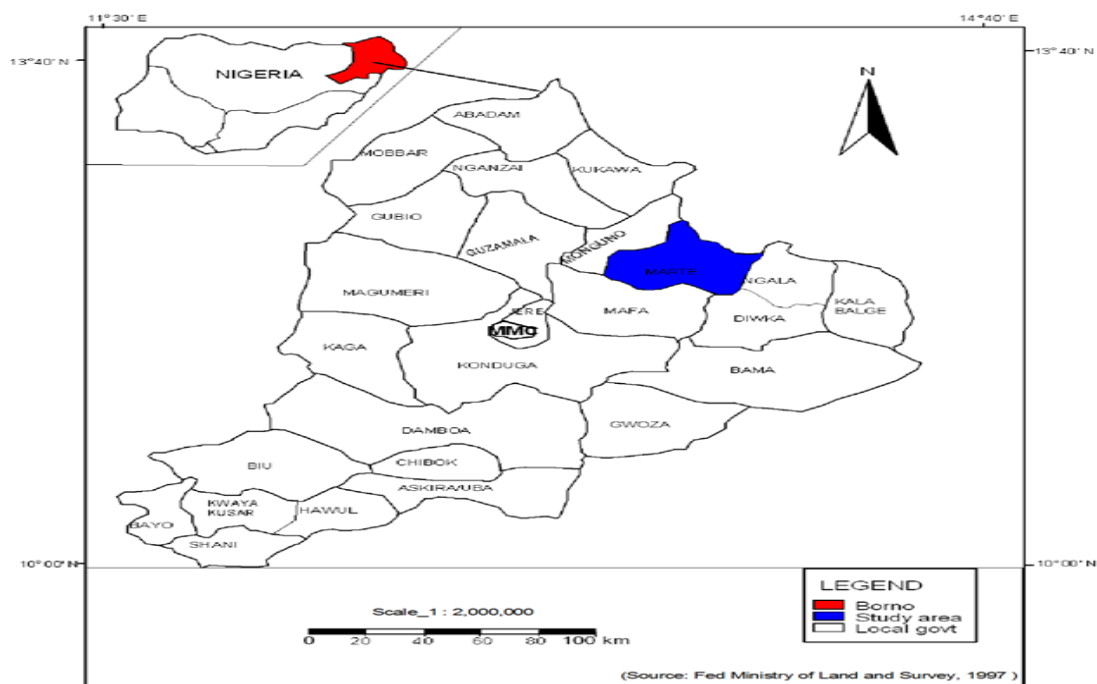 11°30' E
14°40' E
13°40' N
13°40' N
NIGERIA
N
ABADAM
MOBBAR
NGANZAI
KUKAWA
GUBIO
GUZAMALA
MONGUNO
MARTE
NGALA
MAGUMERI
KALA
BALGE
JERE
MAFA
DIWKA
MMC
KAGA
KONDUGA
BAMA
GWOZA
DAMBOA
BIU
CHIBOK
ASKIRA/UBA
KWAYA
KUSAR
HAWUL
BAYO
SHANI
10°00' N
10°00' N
LEGEND
Borno
Study area
Local govt
Scale_1 : 2,000,000
0 20 40 60 80 100 km
(Source: Fed Ministry of Land and Survey, 1997 )